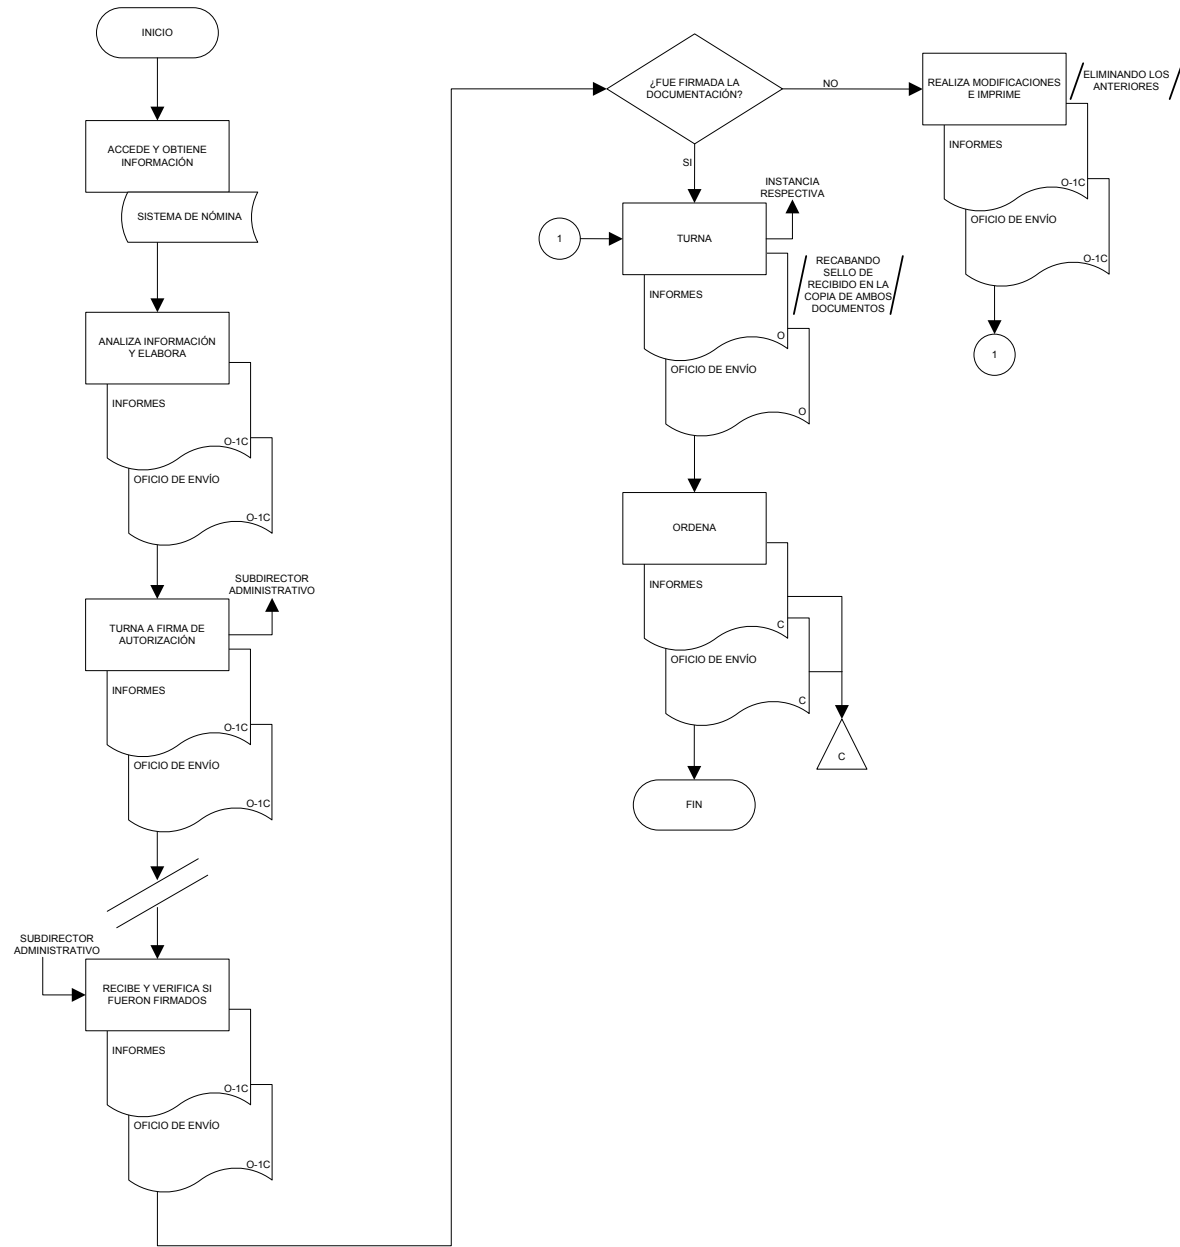 INICIO
ACCEDE Y OBTIENE
INFORMACIÓN
SISTEMA DE NÓMINA
ANALIZA INFORMACIÓN
Y ELABORA
INFORMES
O-1C
OFICIO DE ENVÍO
O-1C
SUBDIRECTOR
ADMINISTRATIVO
TURNA A FIRMA DE
AUTORIZACIÓN
INFORMES
O-1C
OFICIO DE ENVÍO
O-1C
SUBDIRECTOR
ADMINISTRATIVO
RECIBE Y VERIFICA SI
FUERON FIRMADOS
INFORMES
O-1C
OFICIO DE ENVÍO
O-1C
¿FUE FIRMADA LA
DOCUMENTACIÓN?
NO
SI
REALIZA MODIFICACIONES
E IMPRIME
ELIMINANDO LOS
ANTERIORES
INFORMES
O-1C
OFICIO DE ENVÍO
O-1C
1
INSTANCIA
RESPECTIVA
1
TURNA
RECABANDO
SELLO DE
RECIBIDO EN LA
COPIA DE AMBOS
DOCUMENTOS
INFORMES
O
OFICIO DE ENVÍO
O
ORDENA
INFORMES
C
OFICIO DE ENVÍO
C
C
FIN